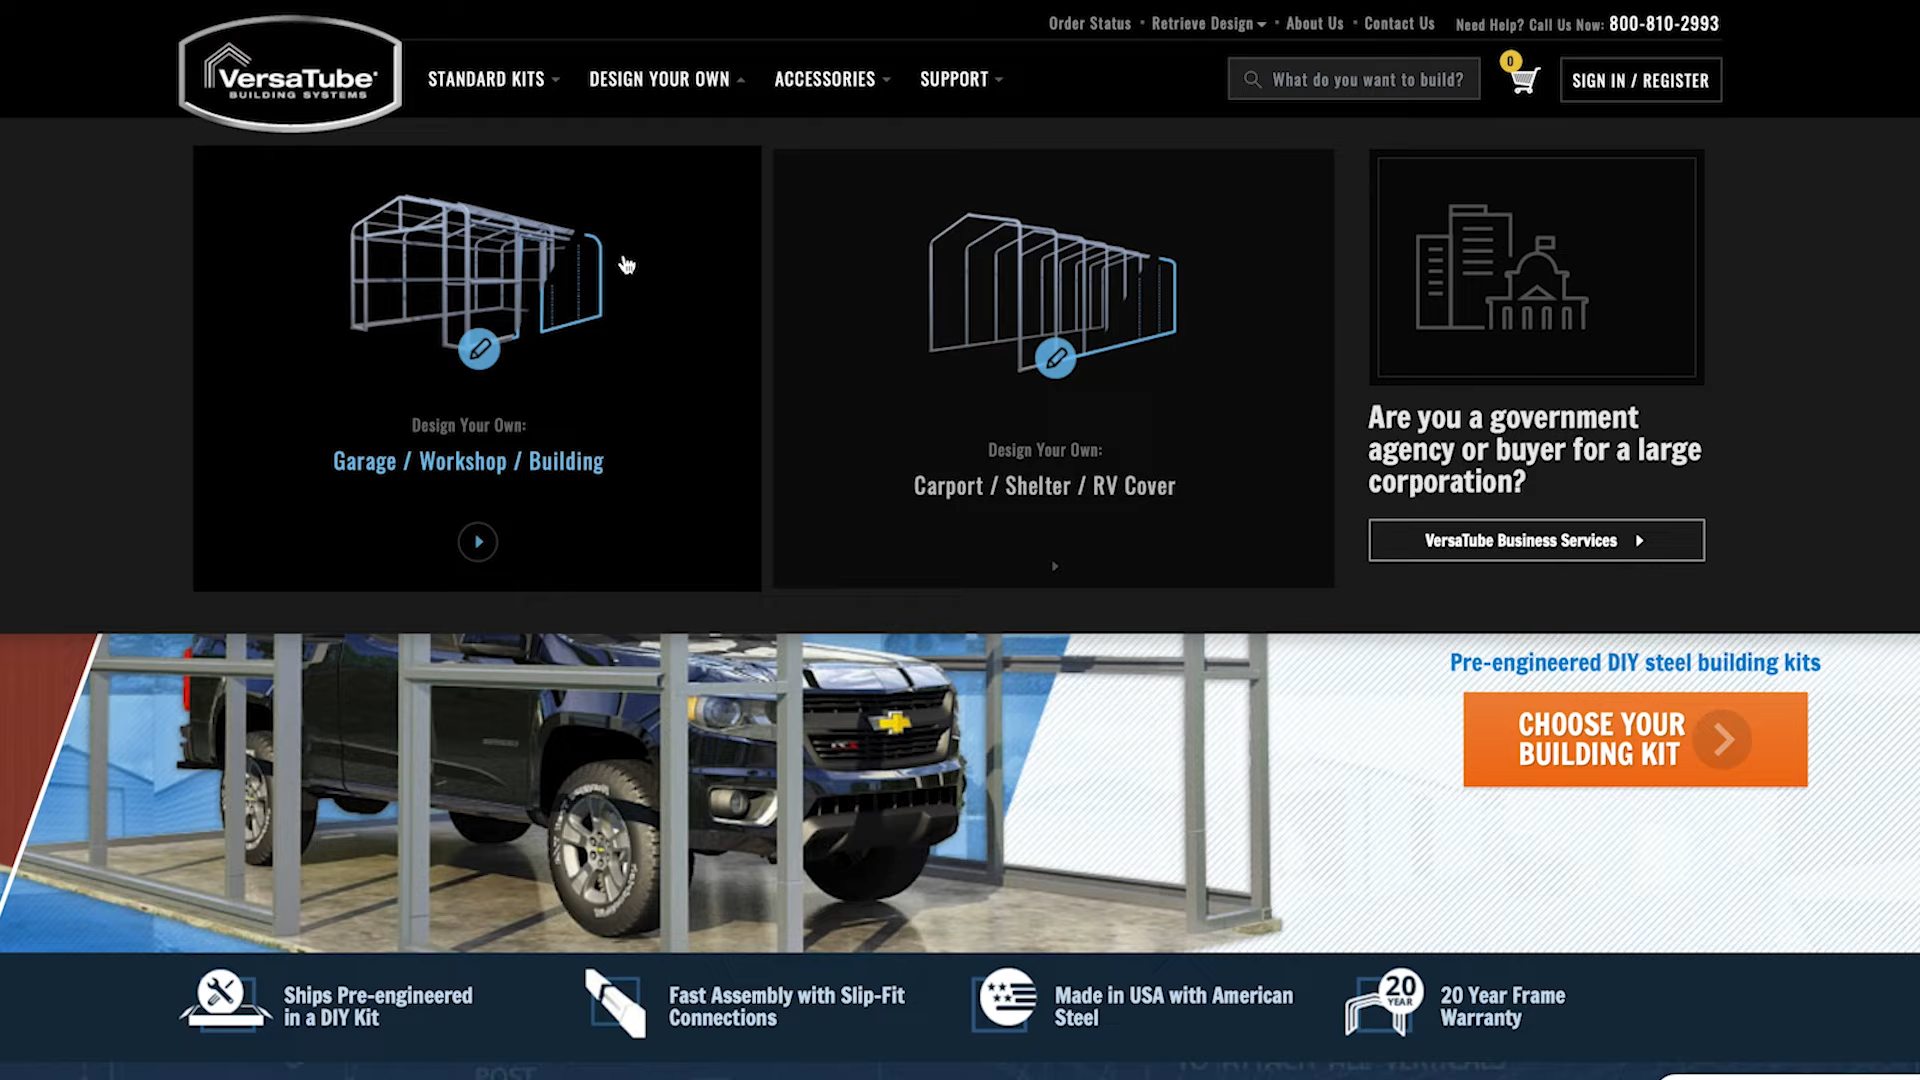 Order Status • Retrieve Design • About Us • Contact Us Need Help? Call Us Now: 800-810-2993
VersaTube
BUILDING SYSTEMS
STANDARD KITS DESIGN YOUR OWN ACCESSORIES SUPPORT
What do you want to build?
0
SIGN IN / REGISTER
Design Your Own:
Garage / Workshop / Building
Design Your Own:
Carport / Shelter / RV Cover
Are you a government
agency or buyer for a large
corporation?
VersaTube Business Services
Pre-engineered DIY steel building kits
CHOOSE YOUR
BUILDING KIT
Ships Pre-engineered
in a DIY Kit
Fast Assembly with Slip-Fit
Connections
Made in USA with American
Steel
20
YEAR
20 Year Frame
Warranty
POST
TO ATTACH ALL VERTICALS